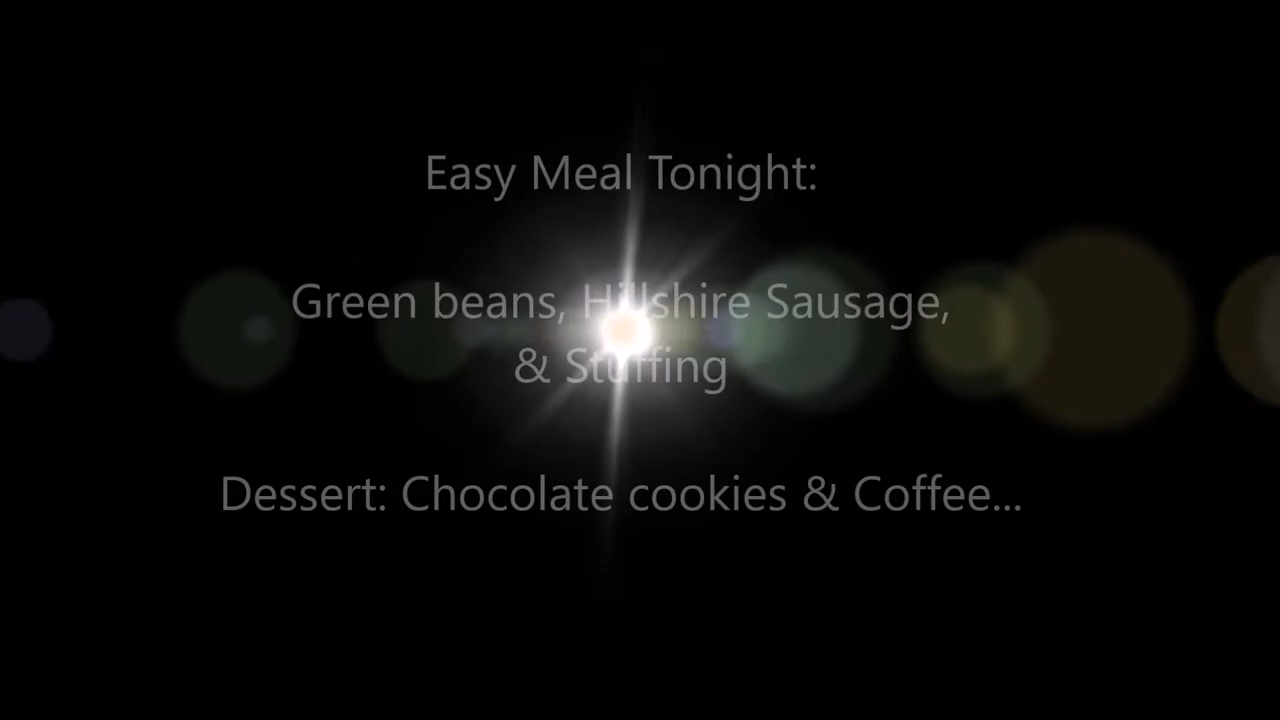 Easy Meal Tonight:
Green beans, Hillshire Sausage,
& Stuffing
Dessert: Chocolate cookies & Coffee...